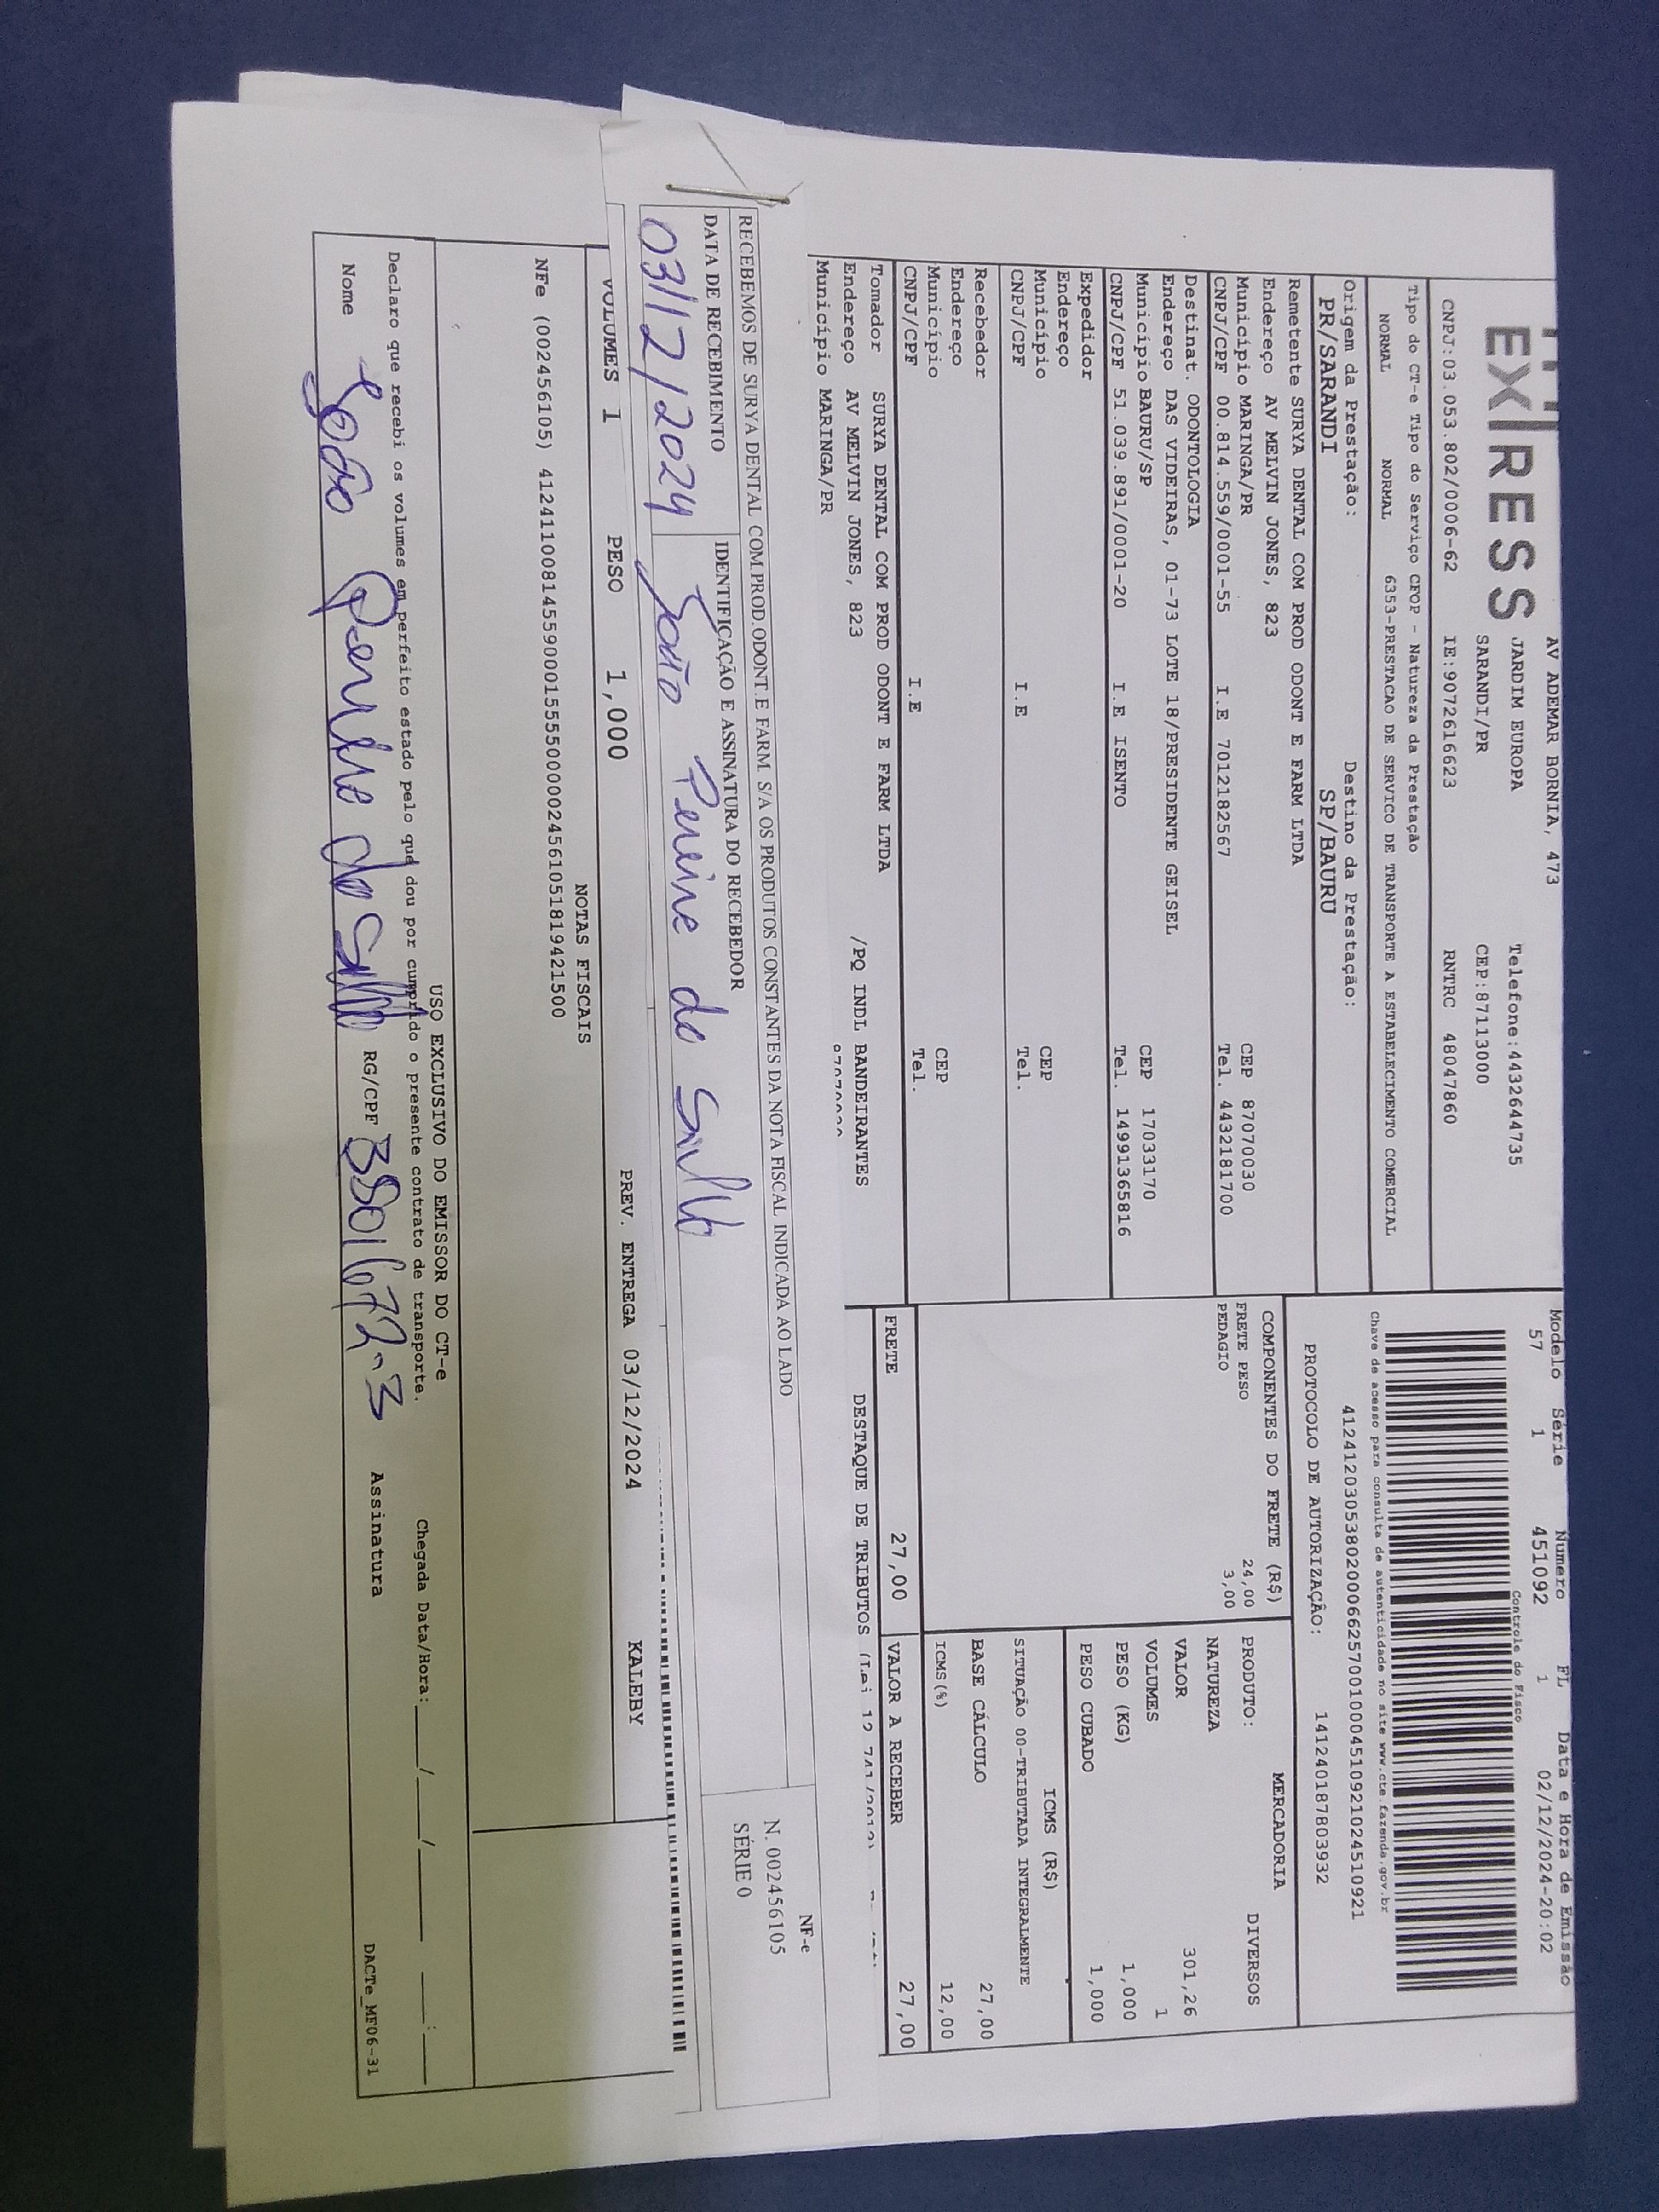 EXPRESS
AV ADEMAR BORNIA, 473
JARDIM EUROPA Telefone:4432644735
SARANDI/PR CEP:87113000
CNPJ:03.053.802/0006-62 IE:9072616623 RNTRC 48047860
Tipo do CT-e Tipo do Serviço CFOP - Natureza da Prestação
NORMAL NORMAL 6353-PRESTACAO DE SERVICO DE TRANSPORTE A ESTABELECIMENTO COMERCIAL
Origem da Prestação: Destino da Prestação:
PR/SARANDI SP/BAURU
Remetente SURYA DENTAL COM PROD ODONT E FARM LTDA
Endereço AV MELVIN JONES, 823
Município MARINGA/PR CEP 87070030
CNPJ/CPF 00.814.559/0001-55 I.E 7012182567 Tel. 4432181700
Destinat. ODONTOLOGIA
Endereço DAS VIDEIRAS, 01-73 LOTE 18/PRESIDENTE GEISEL
Município BAURU/SP CEP 17033170
CNPJ/CPF 51.039.891/0001-20 I.E ISENTO Tel. 14991365816
Expedidor
Endereço
Município CEP
CNPJ/CPF I.E Tel.
Recebedor
Endereço
Município CEP
CNPJ/CPF I.E Tel.
Tomador SURYA DENTAL COM PROD ODONT E FARM LTDA
Endereço AV MELVIN JONES, 823 /PQ INDL BANDEIRANTES
Município MARINGA/PR
Modelo Série Número FL Data e Hora de Emissão
57 1 451092 1 02/12/2024-20:02
Controle do Fisco
Chave de acesso para consulta de autenticidade no site www.cte.fazenda.gov.br
41241203053802000662570010004510921024510921
PROTOCOLO DE AUTORIZAÇÃO: 141240187803932
COMPONENTES DO FRETE (R$)
FRETE PESO 24,00
PEDAGIO 3,00
MERCADORIA
PRODUTO: DIVERSOS
NATUREZA
VALOR 301,26
VOLUMES 1
PESO (KG) 1,000
PESO CUBADO 1,000
ICMS (R$)
SITUAÇÃO 00-TRIBUTADA INTEGRALMENTE
BASE CÁLCULO 27,00
ICMS(%) 12,00
FRETE 27,00 VALOR A RECEBER 27,00
DESTAQUE DE TRIBUTOS (Lei 12.741/2012)
RECEBEMOS DE SURYA DENTAL COM.PROD.ODONT.E FARM. S/A OS PRODUTOS CONSTANTES DA NOTA FISCAL INDICADA AO LADO
DATA DE RECEBIMENTO IDENTIFICAÇÃO E ASSINATURA DO RECEBEDOR
03/12/2024 João Pereira da Silva
NF-e
N. 002456105
SÉRIE 0
VOLUMES 1 PESO 1,000 PREV. ENTREGA 03/12/2024 KALEBY
NOTAS FISCAIS
NFe (002456105) 41241100814559000155550000024561051819421500
USO EXCLUSIVO DO EMISSOR DO CT-e
Declaro que recebi os volumes em perfeito estado pelo que dou por cumprido o presente contrato de transporte. Chegada Data/Hora: ___/___/___ __:__
Nome João Pereira da Silva RG/CPF 38016772-3 Assinatura
DACTe_MF06-31